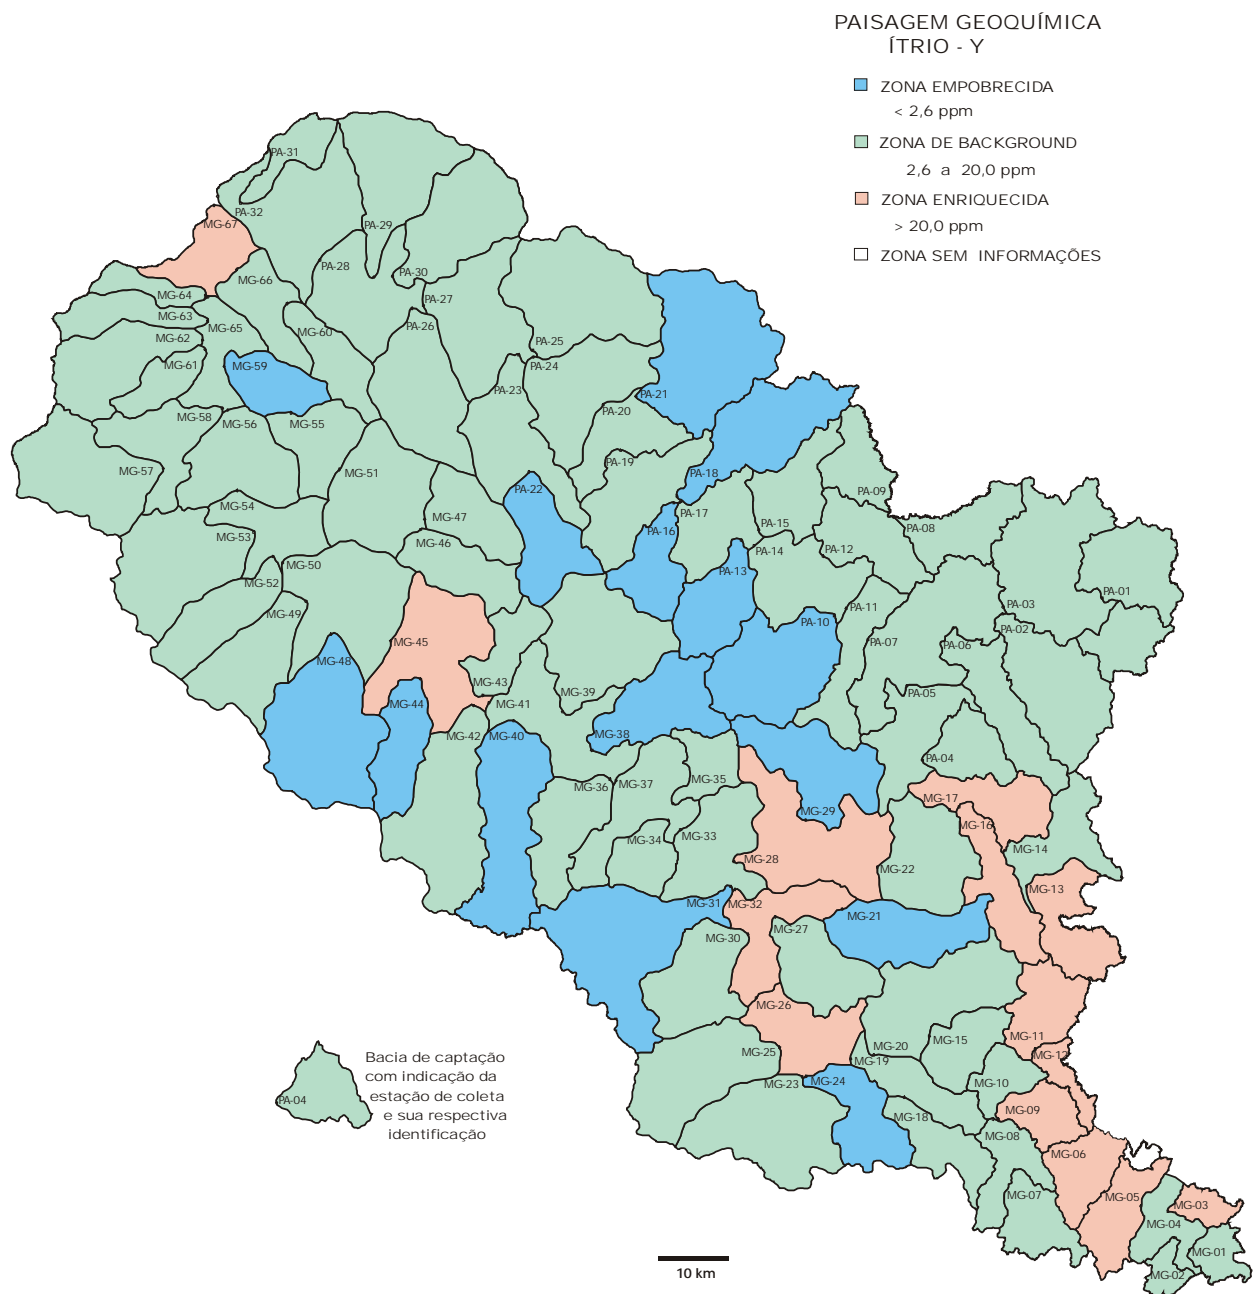 PAISAGEM GEOQUÍMICA
ÍTRIO - Y
ZONA EMPOBRECIDA
< 2,6 ppm
ZONA DE BACKGROUND
2,6 a 20,0 ppm
ZONA ENRIQUECIDA
> 20,0 ppm
ZONA SEM INFORMAÇÕES
PA-31
PA-32
MG-67
PA-29
PA-28
PA-30
MG-66
MG-64
PA-27
MG-63
MG-65
PA-26
MG-60
MG-62
PA-25
MG-61
MG-59
PA-24
PA-23
PA-21
PA-20
MG-58
MG-56
MG-55
PA-19
MG-57
MG-51
PA-18
PA-22
PA-09
MG-54
MG-47
PA-17
PA-15
PA-08
PA-16
MG-53
MG-46
PA-14
PA-12
MG-50
PA-13
MG-52
PA-01
PA-03
PA-11
MG-49
PA-10
PA-02
MG-45
PA-07
PA-06
MG-48
MG-43
MG-39
PA-05
MG-44
MG-41
MG-42
MG-40
MG-38
PA-04
MG-35
MG-37
MG-36
MG-17
MG-29
MG-16
MG-33
MG-34
MG-14
MG-28
MG-22
MG-13
MG-31
MG-32
MG-21
MG-27
MG-30
MG-26
MG-11
MG-15
MG-20
MG-25
MG-12
MG-19
MG-24
MG-23
MG-10
MG-09
MG-18
MG-08
MG-06
MG-07
MG-05
MG-03
MG-04
MG-01
MG-02
Bacia de captação
com indicação da
estação de coleta
e sua respectiva
identificação
PA-04
10 km